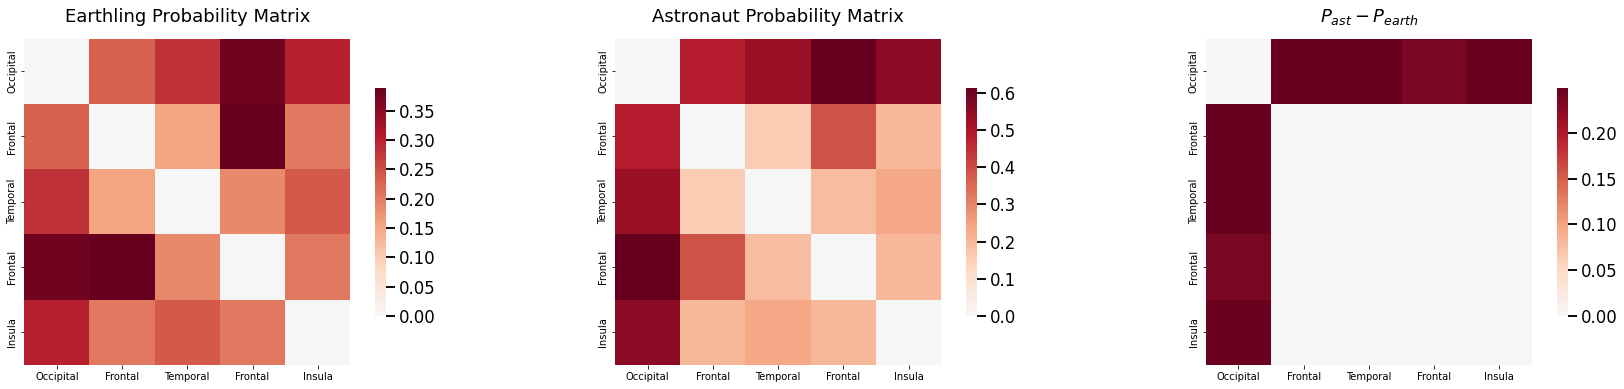 Earthling Probability Matrix
Occipital
Frontal
Temporal
Frontal
Insula
Occipital Frontal Temporal Frontal Insula
0.35
0.30
0.25
0.20
0.15
0.10
0.05
0.00
Astronaut Probability Matrix
Occipital
Frontal
Temporal
Frontal
Insula
Occipital Frontal Temporal Frontal Insula
0.6
0.5
0.4
0.3
0.2
0.1
0.0
P_ast − P_earth
Occipital
Frontal
Temporal
Frontal
Insula
Occipital Frontal Temporal Frontal Insula
0.20
0.15
0.10
0.05
0.00